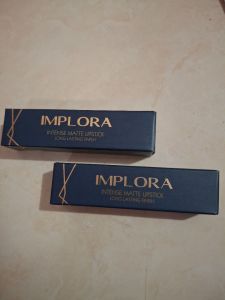 IMPLORA
INTENSE MATTE LIPSTICK
LONG LASTING FINISH
IMPLORA
INTENSE MATTE LIPSTICK
LONG LASTING FINISH